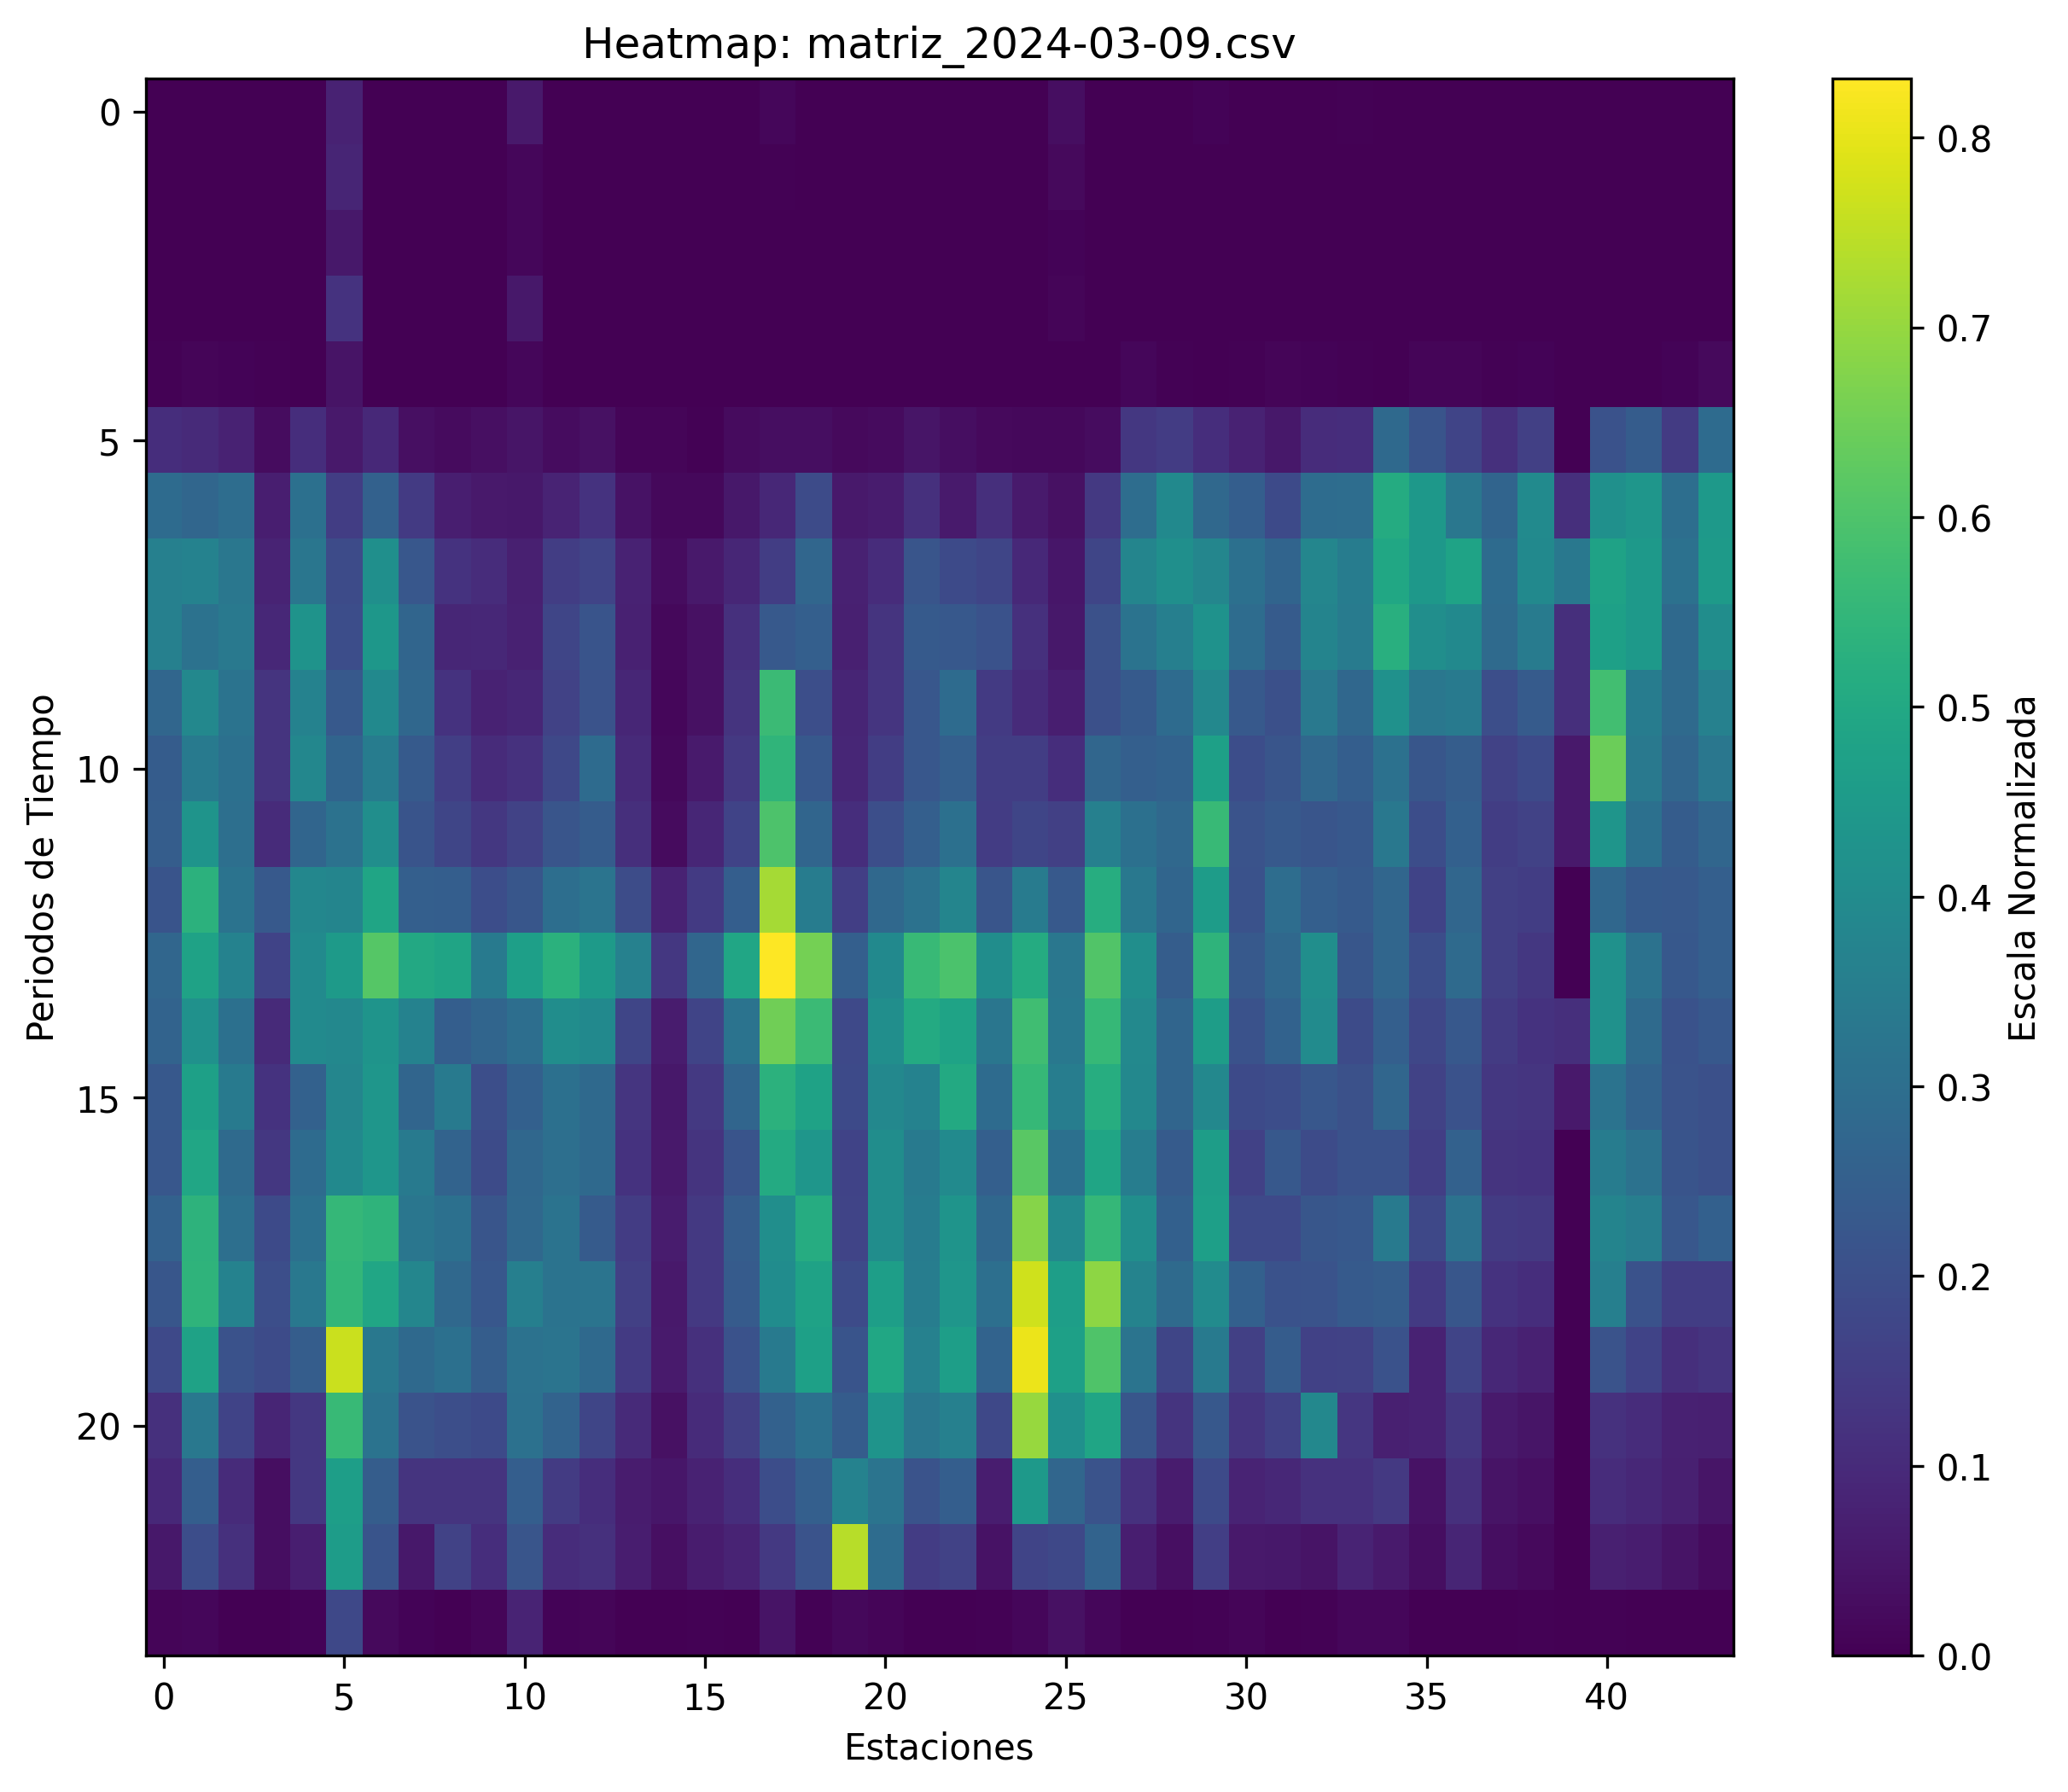 Heatmap: matriz_2024-03-09.csv
Periodos de Tiempo
0
5
10
15
20
0 5 10 15 20 25 30 35 40
Estaciones
0.8
0.7
0.6
0.5
0.4
0.3
0.2
0.1
0.0
Escala Normalizada